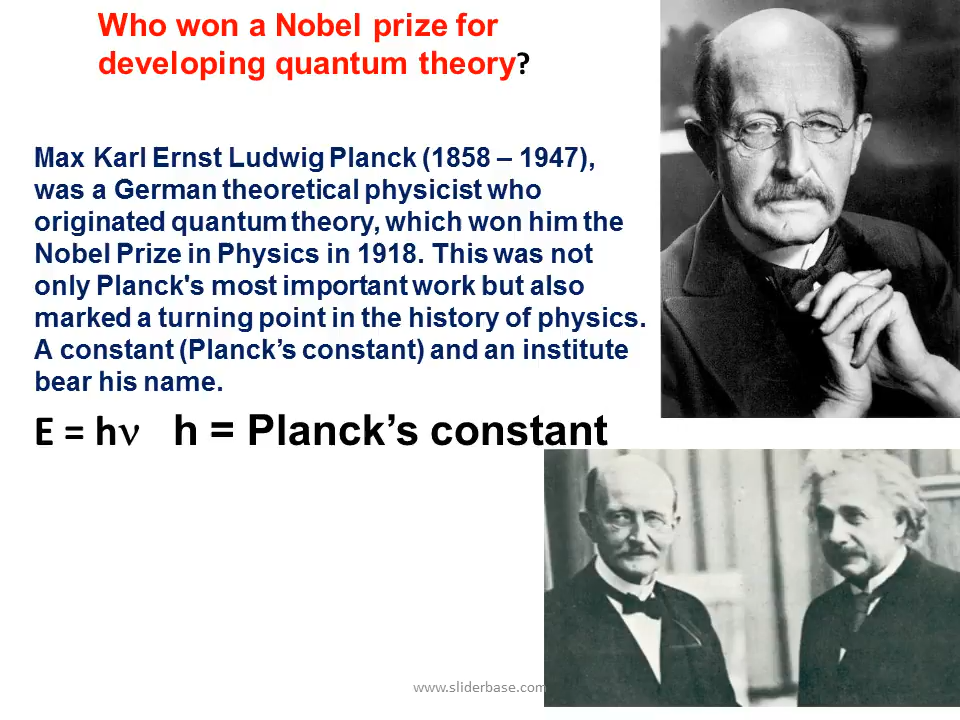 Who won a Nobel prize for
developing quantum theory?
Max Karl Ernst Ludwig Planck (1858 – 1947),
was a German theoretical physicist who
originated quantum theory, which won him the
Nobel Prize in Physics in 1918. This was not
only Planck's most important work but also
marked a turning point in the history of physics.
A constant (Planck’s constant) and an institute
bear his name.
E = hν h = Planck’s constant
www.sliderbase.com